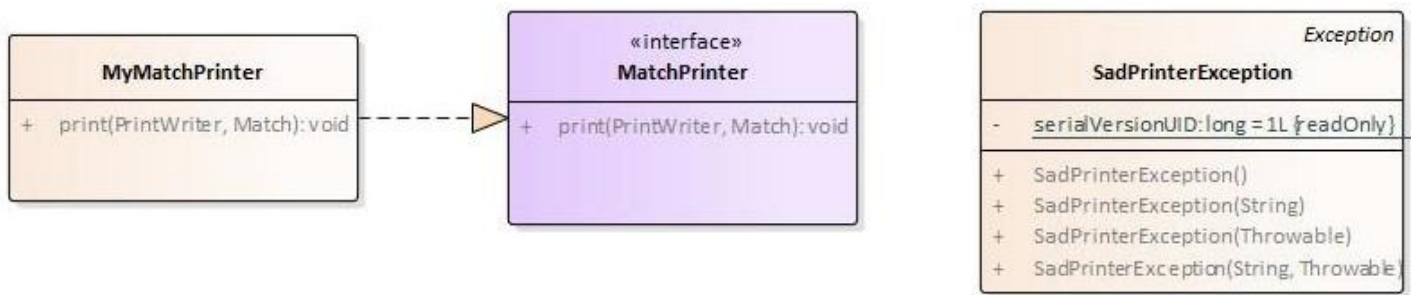 MyMatchPrinter
+ print(PrintWriter, Match): void
«interface»
MatchPrinter
+ print(PrintWriter, Match): void
Exception
SadPrinterException
- serialVersionUID: long = 1L {readOnly}
+ SadPrinterException()
+ SadPrinterException(String)
+ SadPrinterException(Throwable)
+ SadPrinterException(String, Throwable)